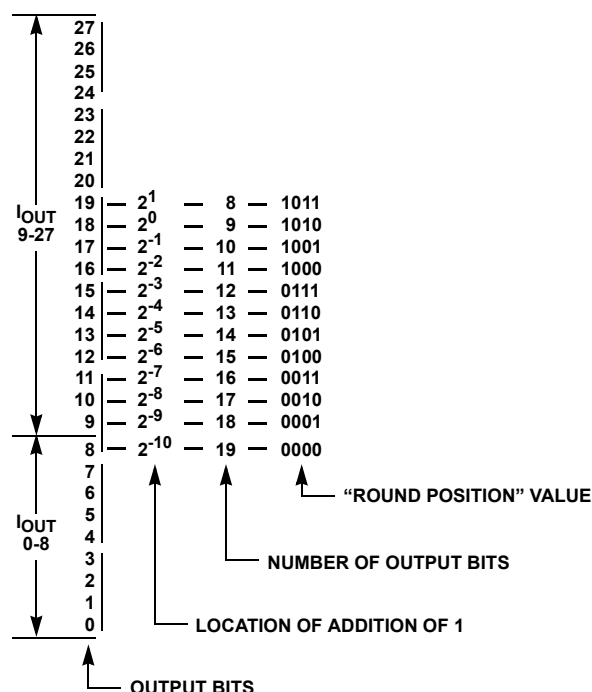 27
26
25
24
23
22
21
20
19 — 2^1 — 8 — 1011
IOUT 18 — 2^0 — 9 — 1010
9-27 17 — 2^-1 — 10 — 1001
16 — 2^-2 — 11 — 1000
15 — 2^-3 — 12 — 0111
14 — 2^-4 — 13 — 0110
13 — 2^-5 — 14 — 0101
12 — 2^-6 — 15 — 0100
11 — 2^-7 — 16 — 0011
10 — 2^-8 — 17 — 0010
9 — 2^-9 — 18 — 0001
8 — 2^-10 — 19 — 0000
7
6
“ROUND POSITION” VALUE
5
IOUT
4
0-8
3
NUMBER OF OUTPUT BITS
2
1
0
LOCATION OF ADDITION OF 1
OUTPUT BITS